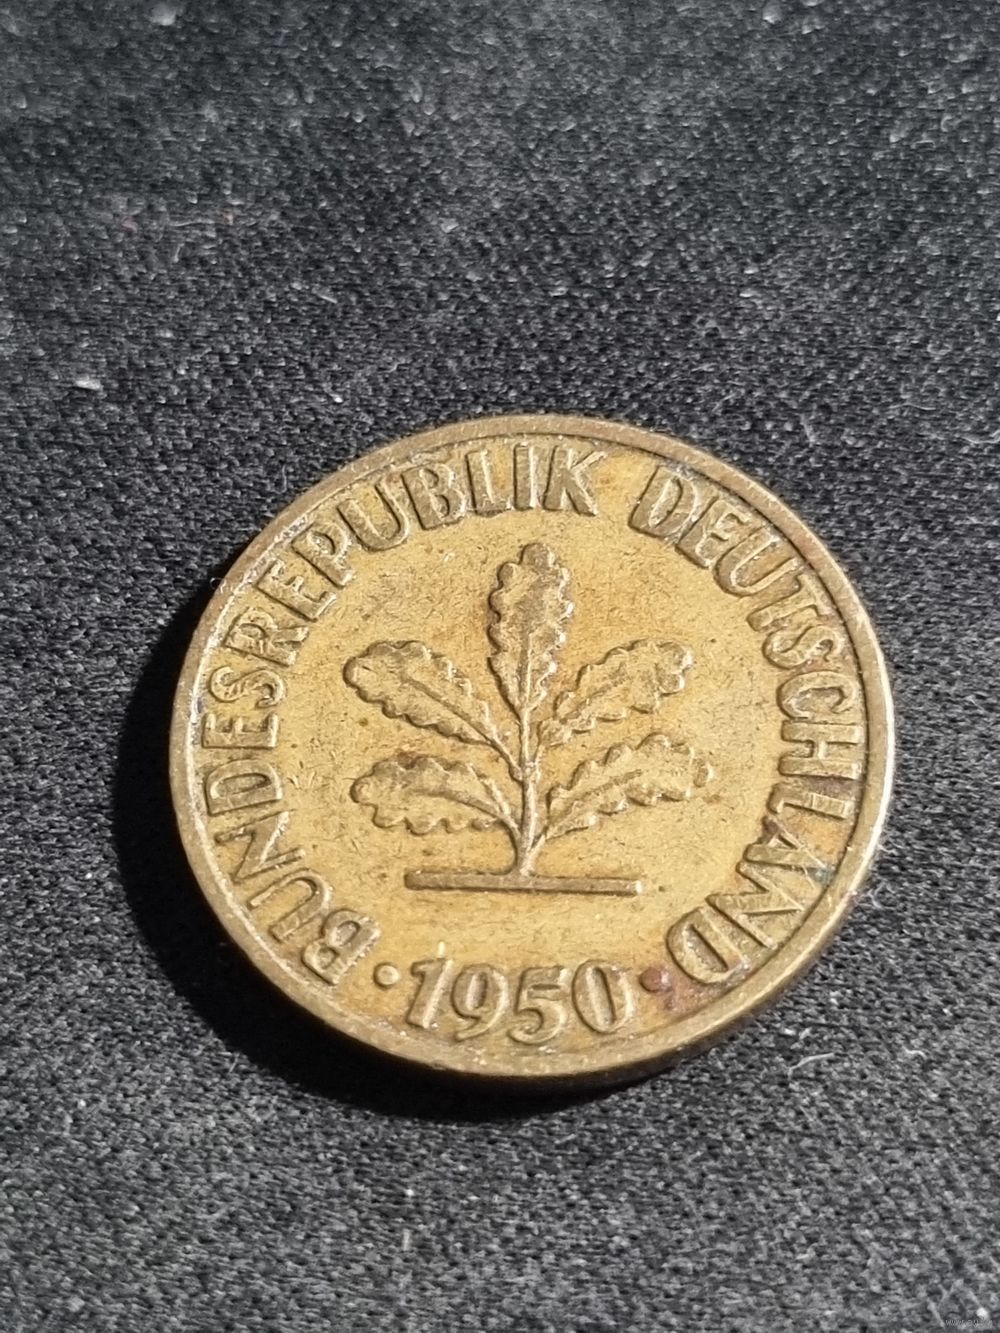 BUNDESREPUBLIK DEUTSCHLAND
· 1950 ·